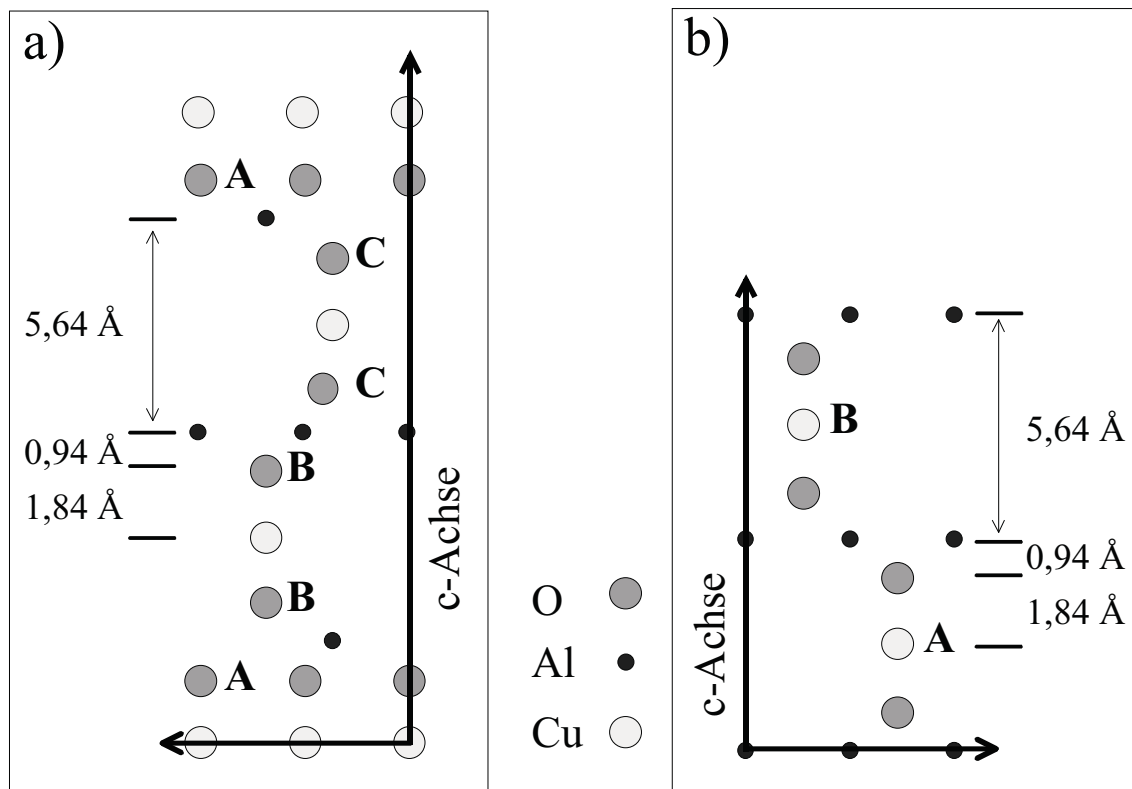 a)
A
C
5,64 Å
C
0,94 Å
B
1,84 Å
B
A
c-Achse
O
Al
Cu
b)
B
5,64 Å
0,94 Å
1,84 Å
A
c-Achse